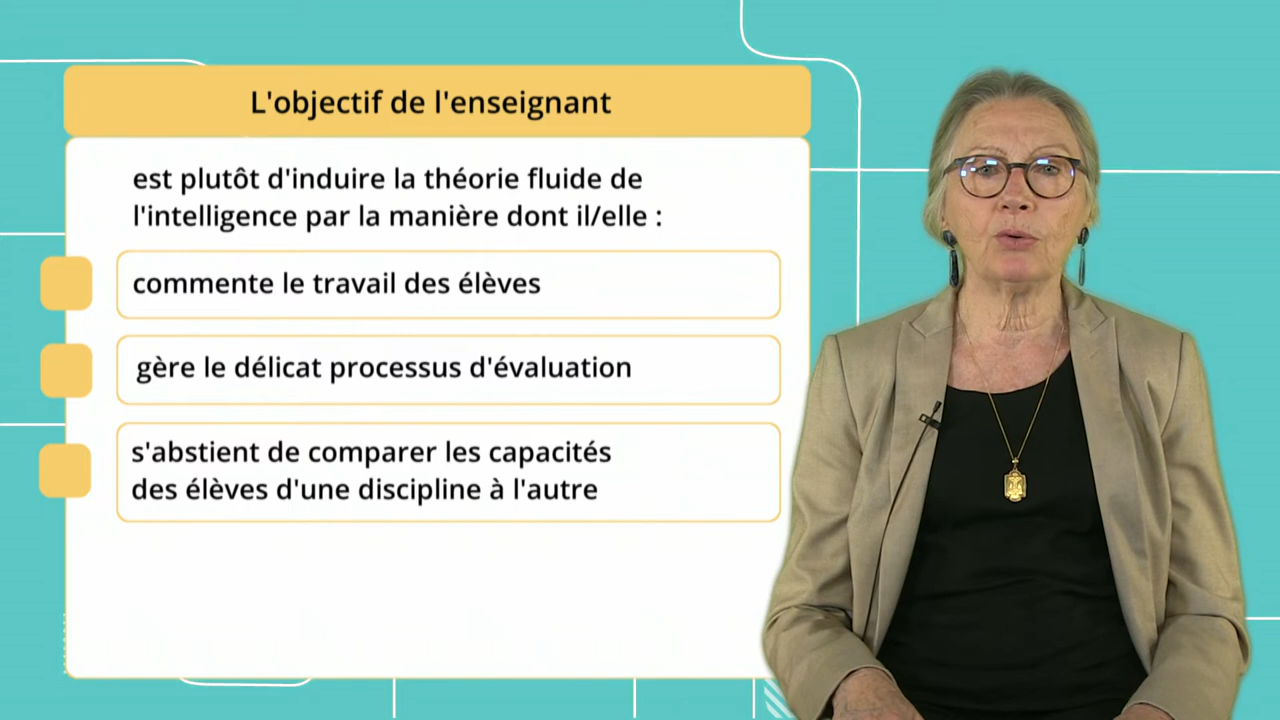 L'objectif de l'enseignant
est plutôt d'induire la théorie fluide de
l'intelligence par la manière dont il/elle :
commente le travail des élèves
gère le délicat processus d'évaluation
s'abstient de comparer les capacités
des élèves d'une discipline à l'autre